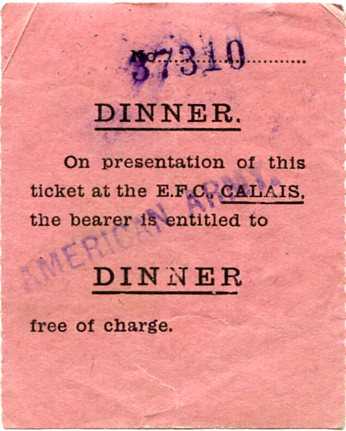 No. 37310
DINNER.
On presentation of this
ticket at the E.F.C. CALAIS,
the bearer is entitled to
AMERICAN ARMY.
DINNER
free of charge.